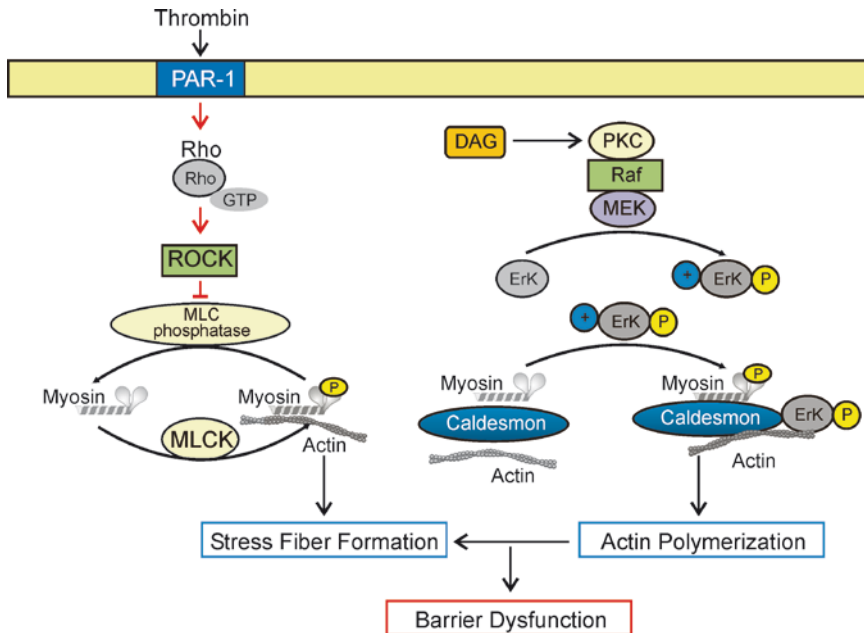 Thrombin
PAR-1
Rho
Rho
GTP
ROCK
MLC
phosphatase
Myosin
Myosin
P
MLCK
Actin
DAG
PKC
Raf
MEK
ErK
+
ErK
P
+
ErK
P
Myosin
Caldesmon
Actin
Myosin
P
Caldesmon
ErK
P
Actin
Stress Fiber Formation
Actin Polymerization
Barrier Dysfunction